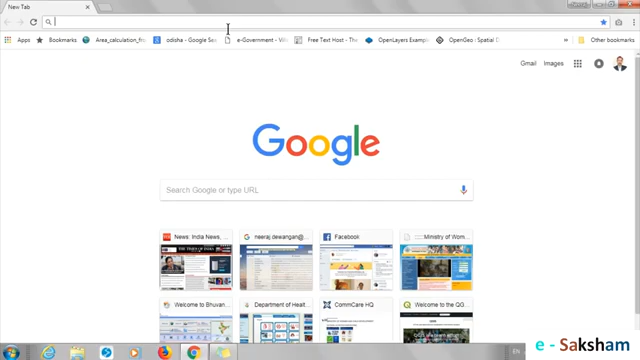 New Tab
Apps Bookmarks Area_calculation_fro odisha - Google Sea e-Government - Wi Free Text Host - The OpenLayers Example OpenGeo : Spatial D Other bookmarks
Gmail Images
Google
Search Google or type URL
News: India News, neeraj dewangan@ Facebook Ministry of Wom
Welcome to Bhuvan Department of Healt CommCare HQ Welcome to the QG
EN
e - Saksham